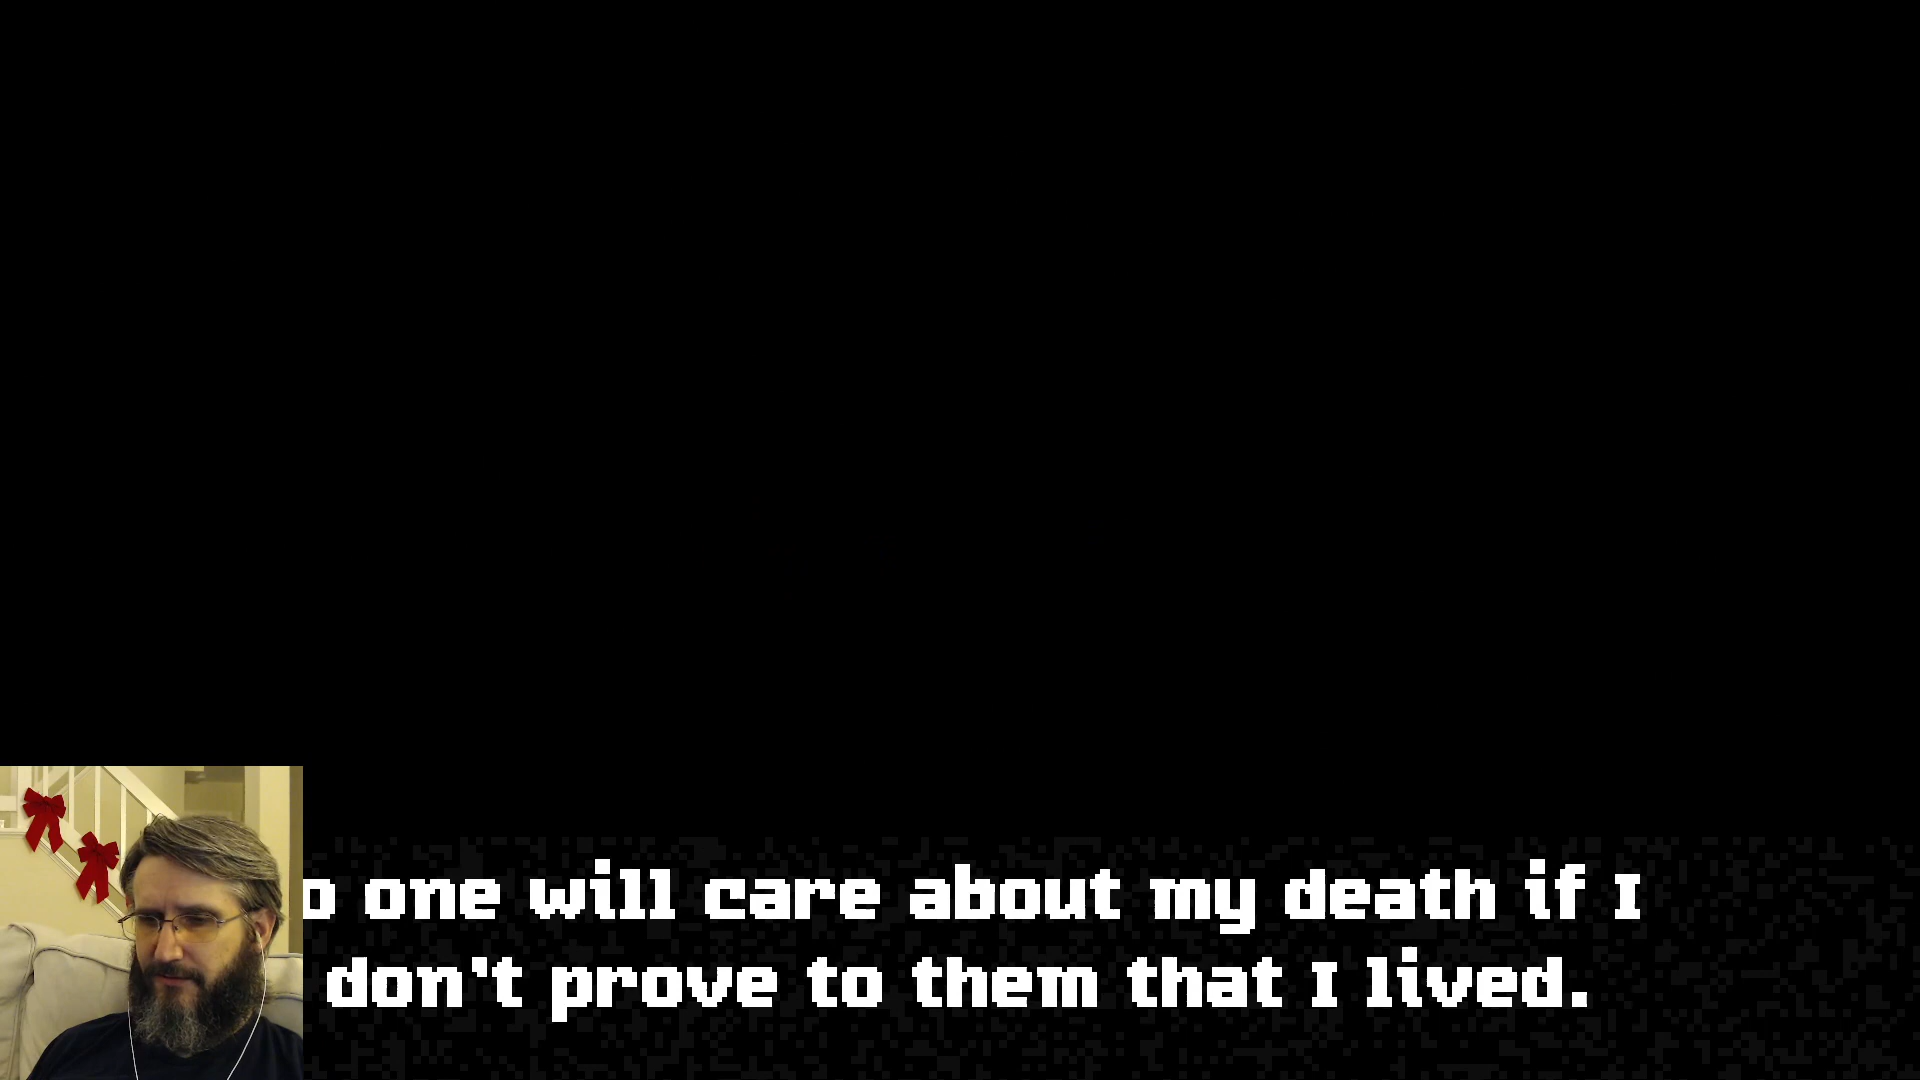 o one will care about my death if I
don't prove to them that I lived.